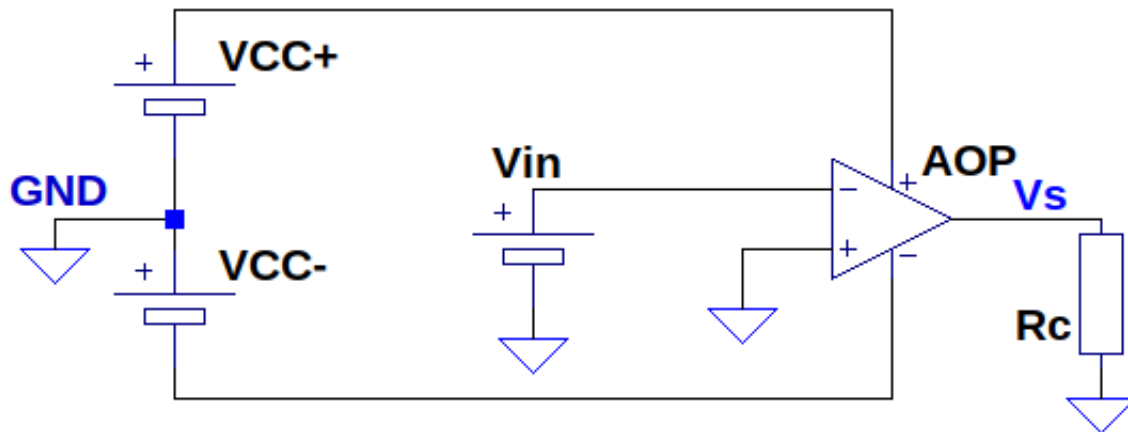 VCC+
GND
VCC-
Vin
AOP
Vs
Rc